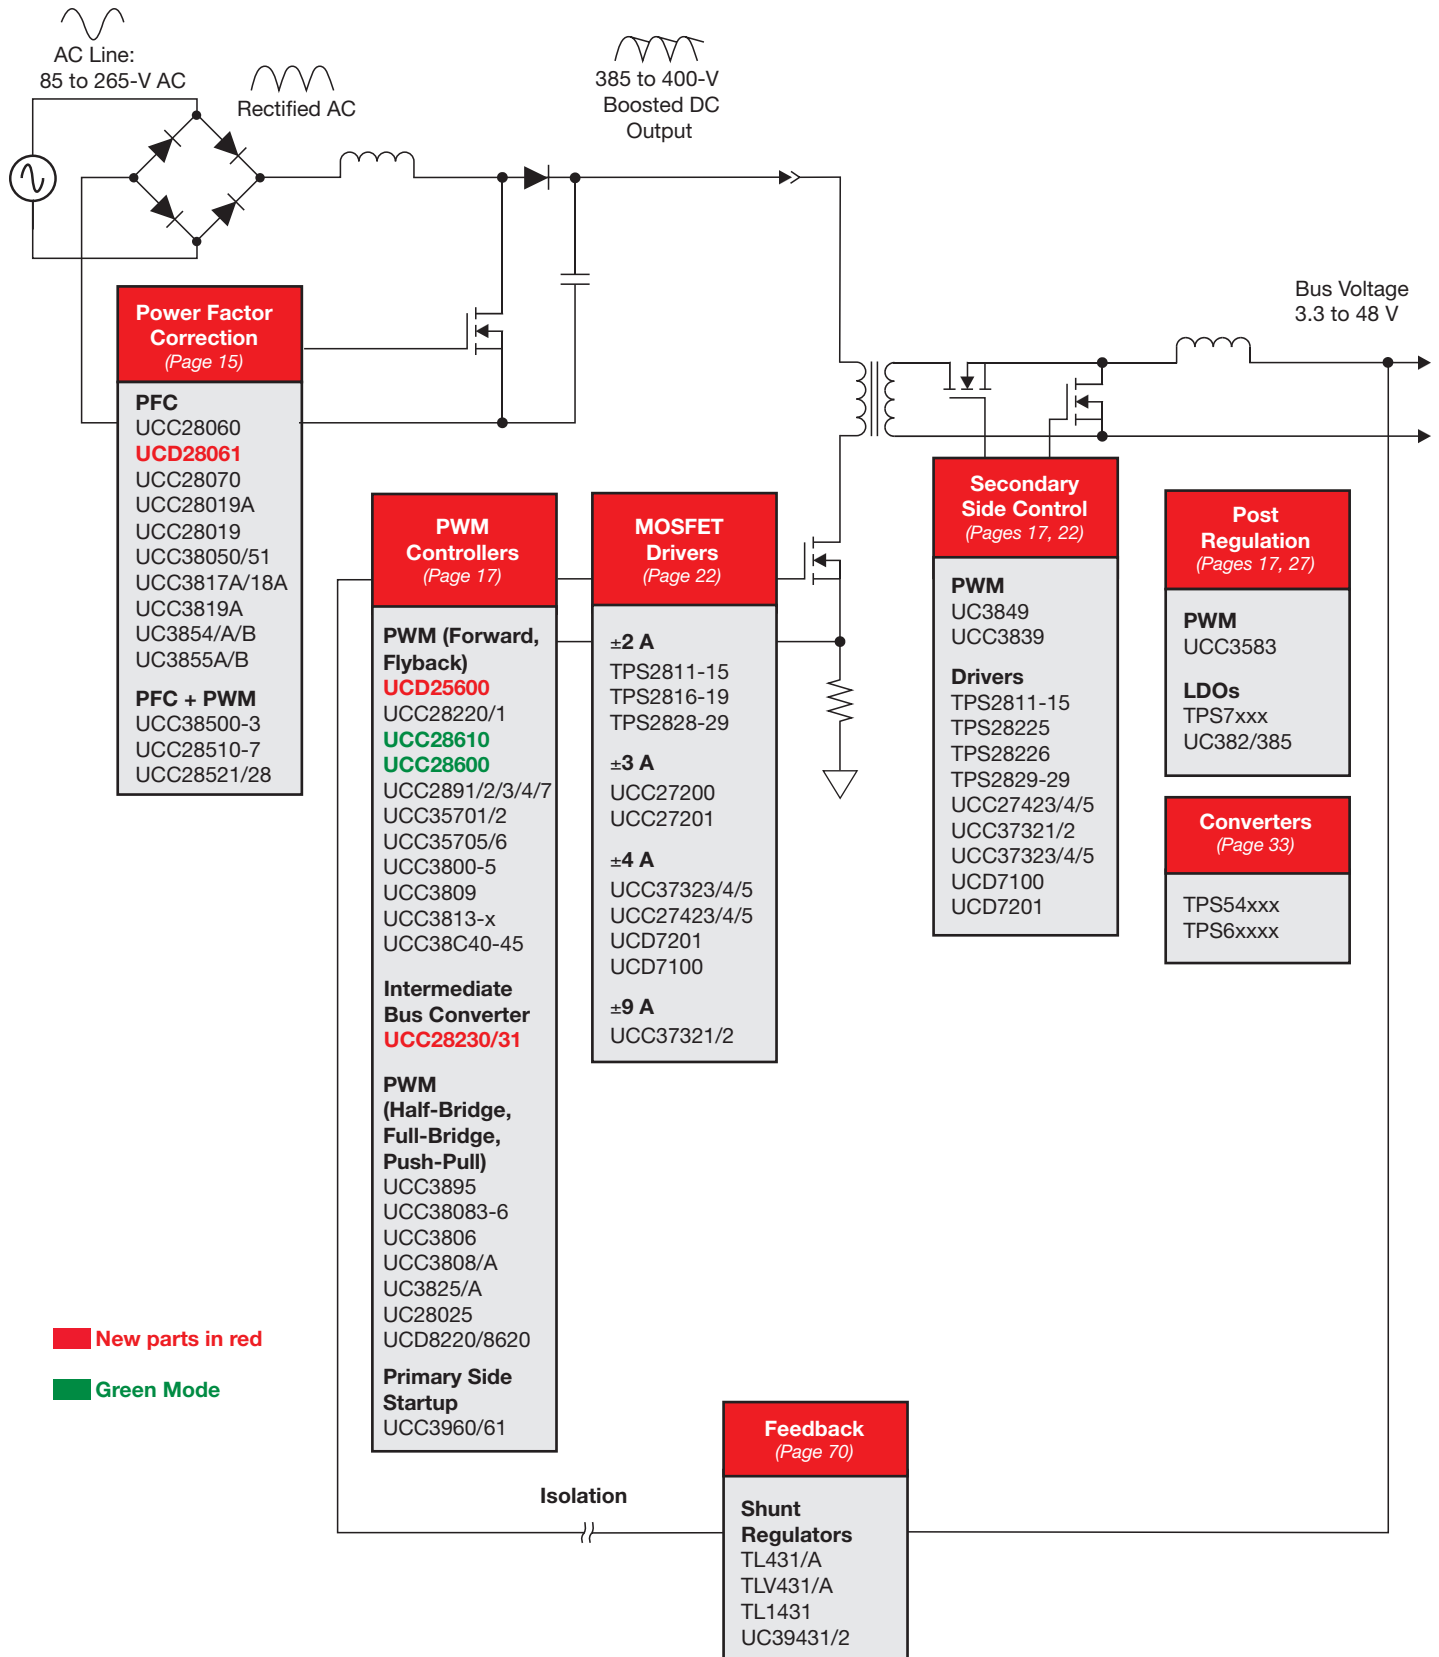 AC Line:
85 to 265-V AC
Rectified AC
385 to 400-V
Boosted DC
Output
Bus Voltage
3.3 to 48 V
Power Factor
Correction
(Page 15)
PFC
UCC28060
UCD28061
UCC28070
UCC28019A
UCC28019
UCC38050/51
UCC3817A/18A
UCC3819A
UC3854/A/B
UC3855A/B
PFC + PWM
UCC38500-3
UCC28510-7
UCC28521/28
PWM
Controllers
(Page 17)
PWM (Forward,
Flyback)
UCD25600
UCC28220/1
UCC28610
UCC28600
UCC2891/2/3/4/7
UCC35701/2
UCC35705/6
UCC3800-5
UCC3809
UCC3813-x
UCC38C40-45
Intermediate
Bus Converter
UCC28230/31
PWM
(Half-Bridge,
Full-Bridge,
Push-Pull)
UCC3895
UCC38083-6
UCC3806
UCC3808/A
UC3825/A
UC28025
UCD8220/8620
Primary Side
Startup
UCC3960/61
MOSFET
Drivers
(Page 22)
±2 A
TPS2811-15
TPS2816-19
TPS2828-29
±3 A
UCC27200
UCC27201
±4 A
UCC37323/4/5
UCC27423/4/5
UCD7201
UCD7100
±9 A
UCC37321/2
Secondary
Side Control
(Pages 17, 22)
PWM
UC3849
UCC3839
Drivers
TPS2811-15
TPS28225
TPS28226
TPS2829-29
UCC27423/4/5
UCC37321/2
UCC37323/4/5
UCD7100
UCD7201
Post
Regulation
(Pages 17, 27)
PWM
UCC3583
LDOs
TPS7xxx
UC382/385
Converters
(Page 33)
TPS54xxx
TPS6xxxx
New parts in red
Green Mode
Isolation
Feedback
(Page 70)
Shunt
Regulators
TL431/A
TLV431/A
TL1431
UC39431/2